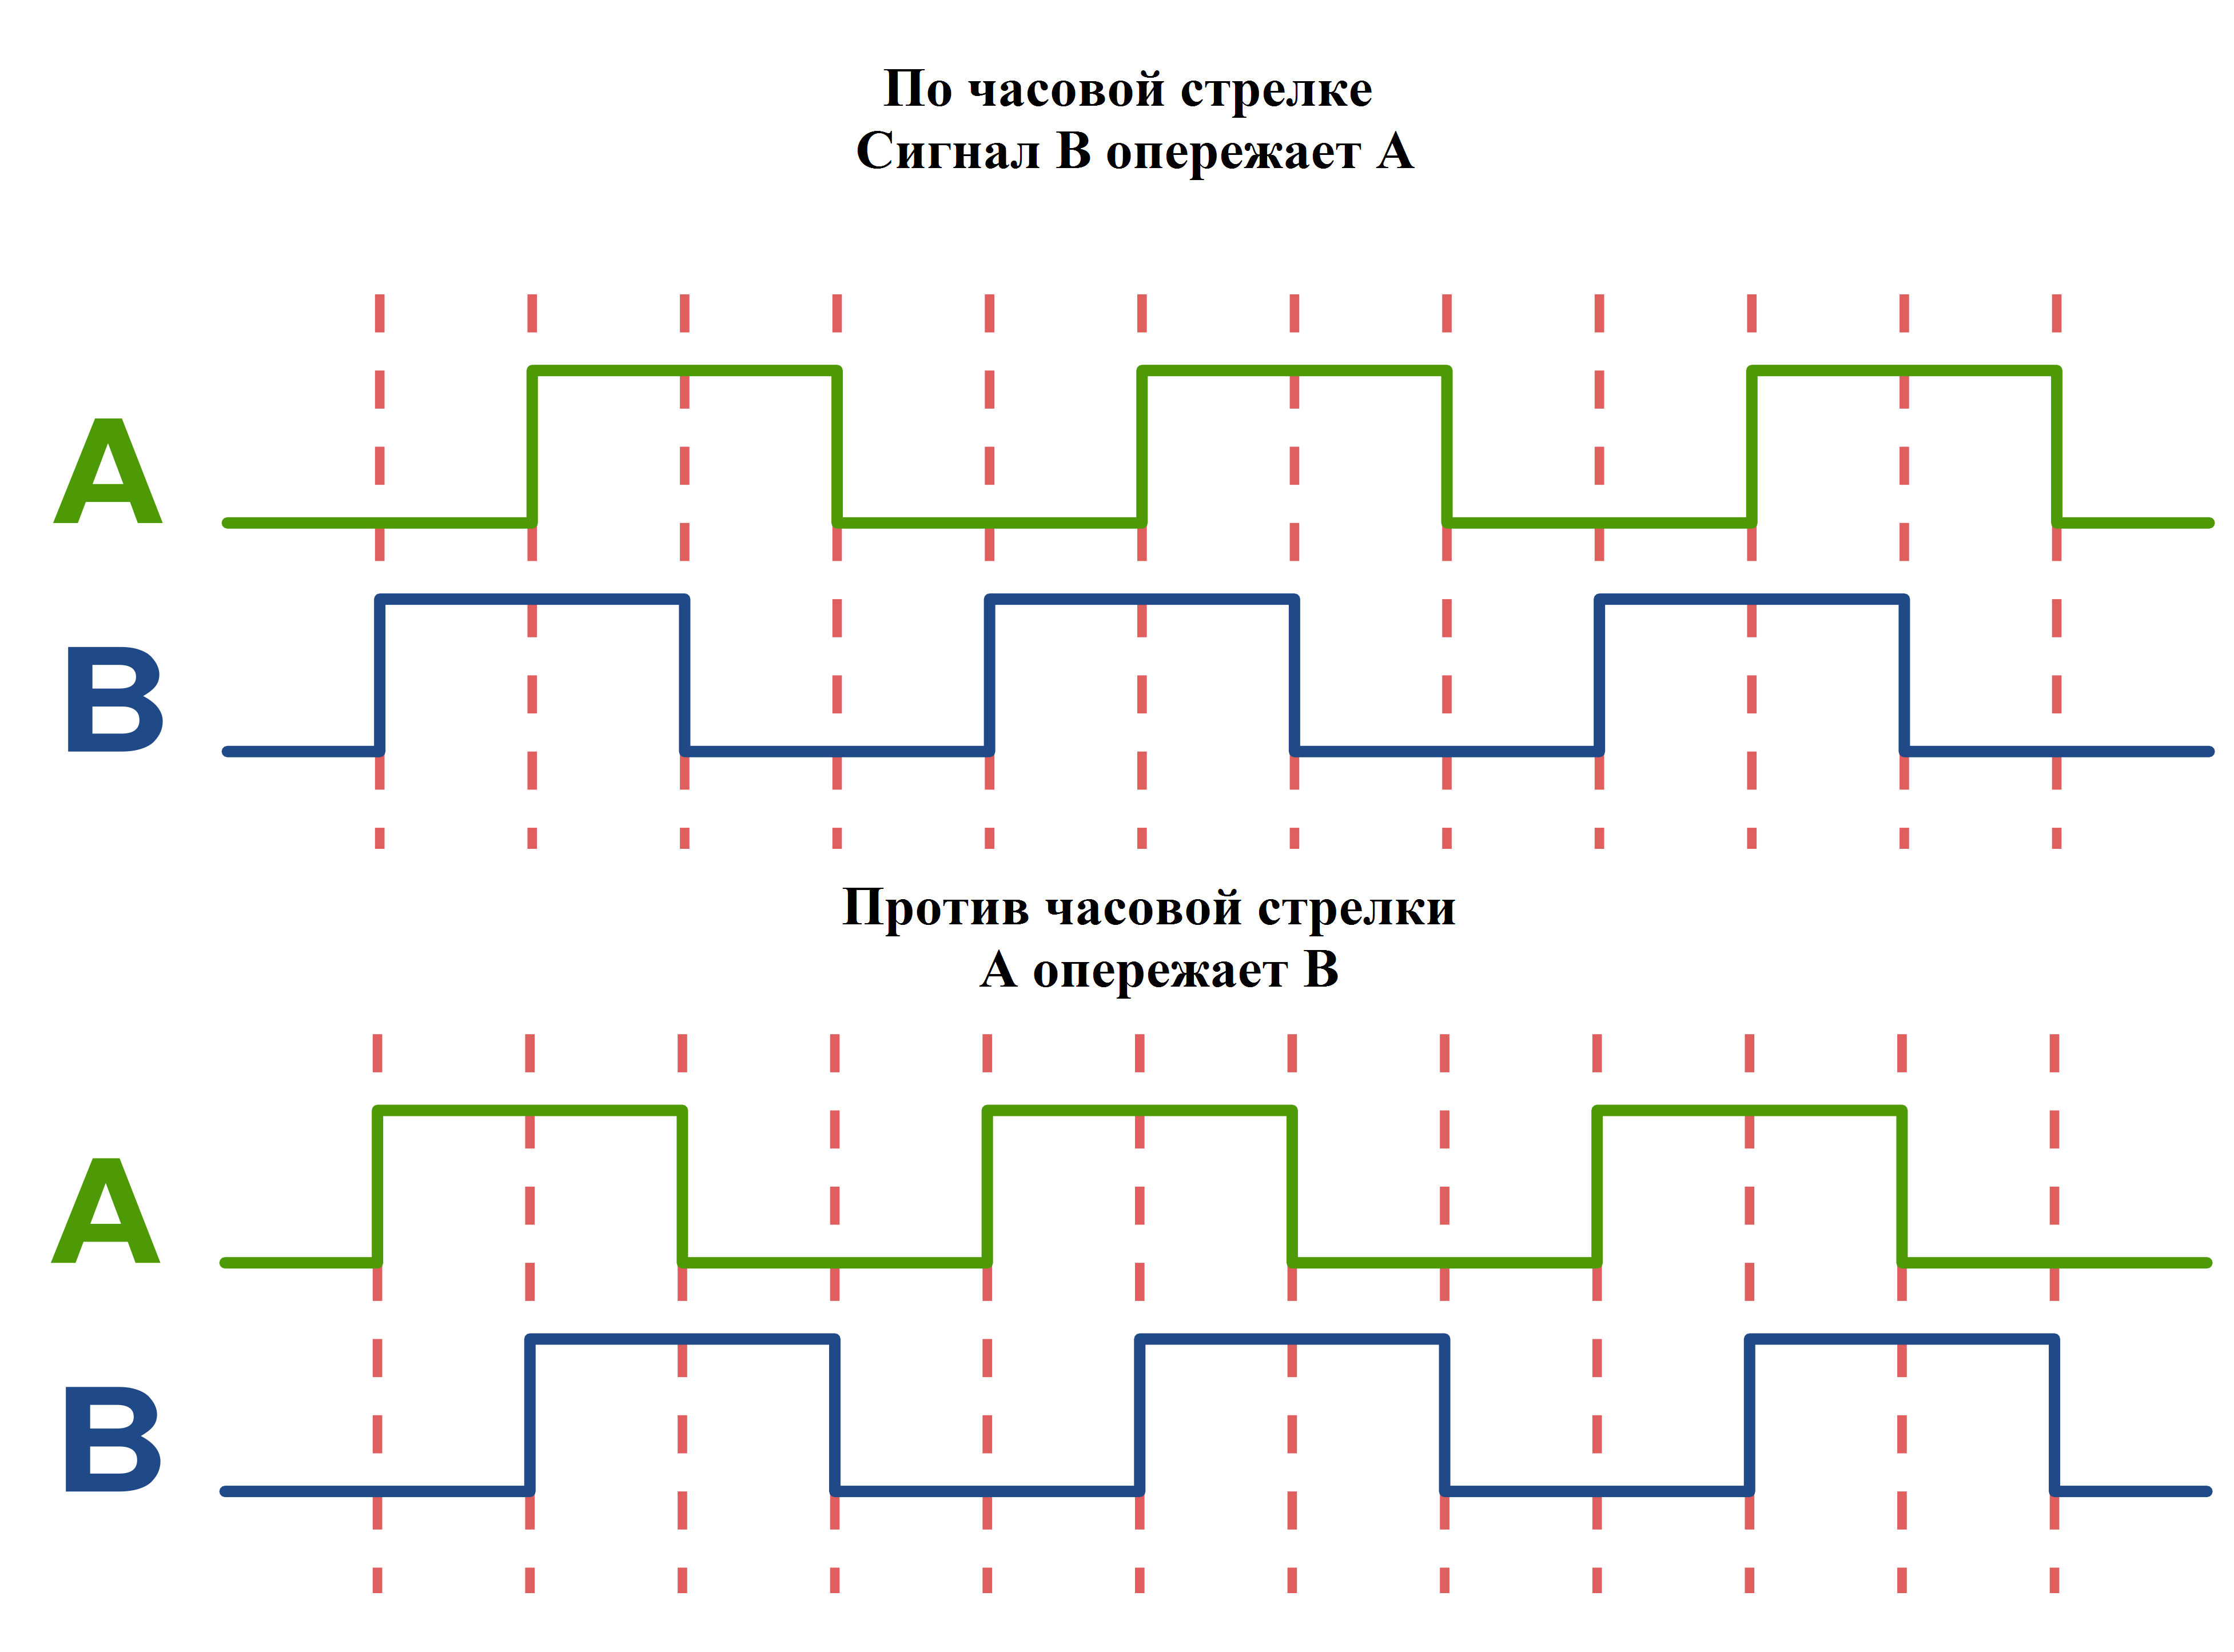 По часовой стрелке
Сигнал В опережает А
A
B
Против часовой стрелки
А опережает В
A
B